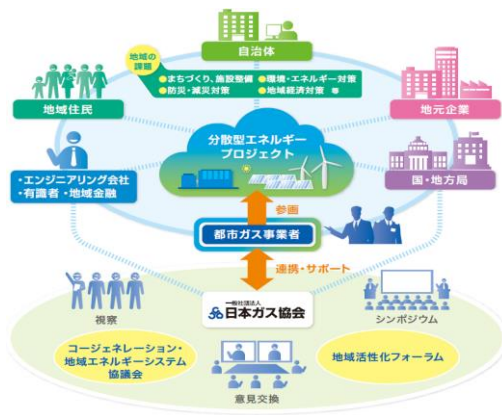 自治体
地域の
課題
●まちづくり、施設整備 ●環境・エネルギー対策
●防災・減災対策 ●地域経済対策 等
地域住民
地元企業
分散型エネルギー
プロジェクト
・エンジニアリング会社
・有識者 ・地域金融
国・地方局
参画
都市ガス事業者
連携・サポート
一般社団法人
日本ガス協会
視察
シンポジウム
コージェネレーション・
地域エネルギーシステム
協議会
地域活性化フォーラム
意見交換